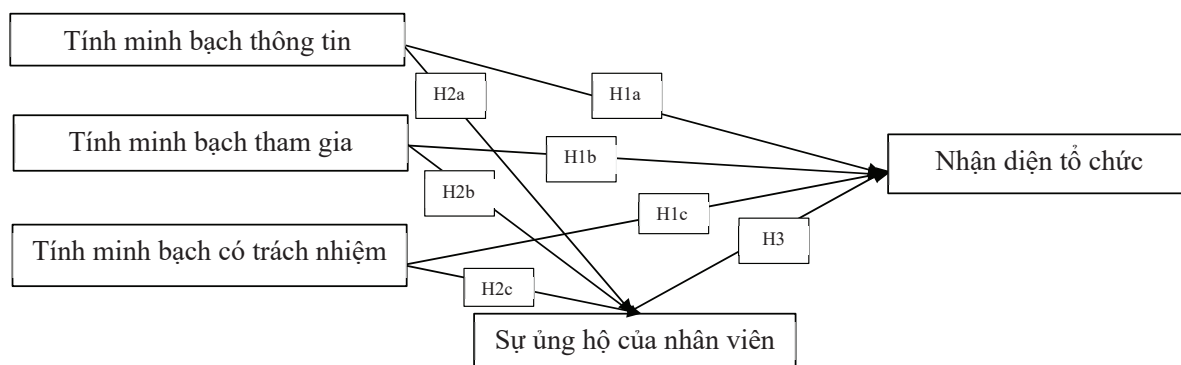 Tính minh bạch thông tin
H2a
H1a
Tính minh bạch tham gia
H1b
Nhận diện tổ chức
H2b
H1c
Tính minh bạch có trách nhiệm
H3
H2c
Sự ủng hộ của nhân viên